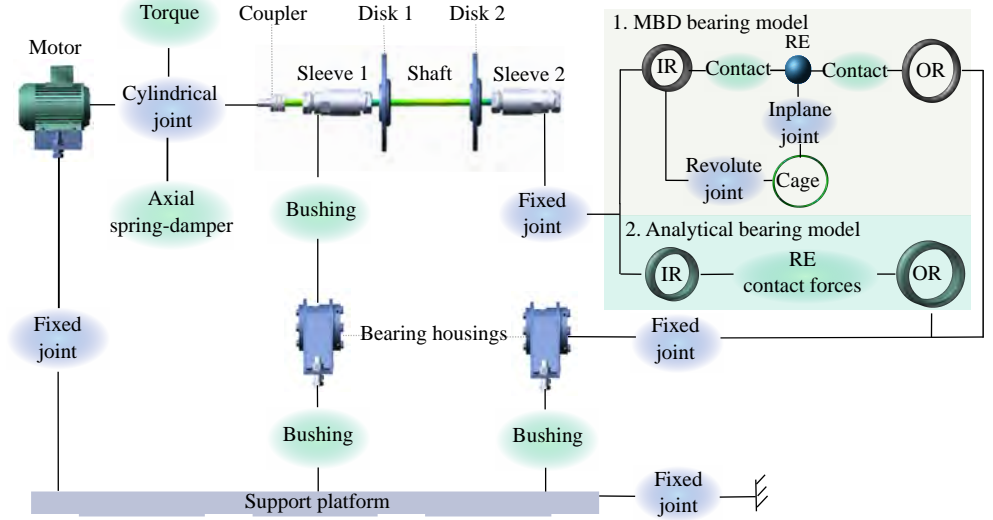 Torque
Coupler
Disk 1
Disk 2
Motor
Sleeve 1
Shaft
Sleeve 2
Cylindrical
joint
Axial
spring-damper
Bushing
Fixed
joint
1. MBD bearing model
RE
IR
Contact
Contact
OR
Inplane
joint
Revolute
joint
Cage
2. Analytical bearing model
IR
RE
contact forces
OR
Fixed
joint
Bearing housings
Fixed
joint
Bushing
Bushing
Support platform
Fixed
joint